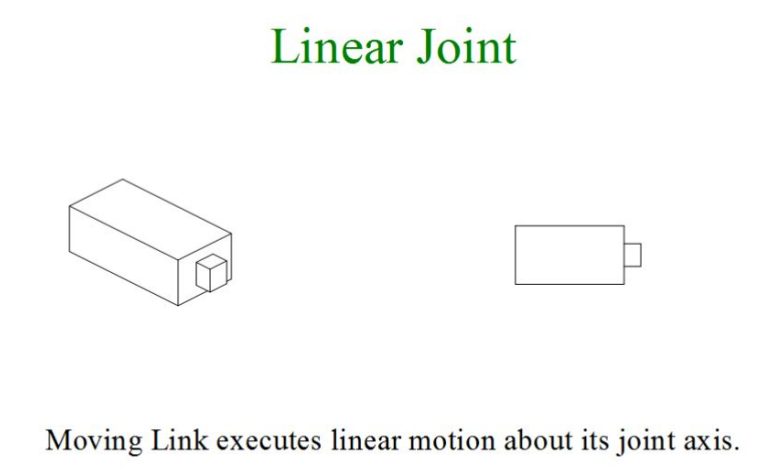 Linear Joint
Moving Link executes linear motion about its joint axis.